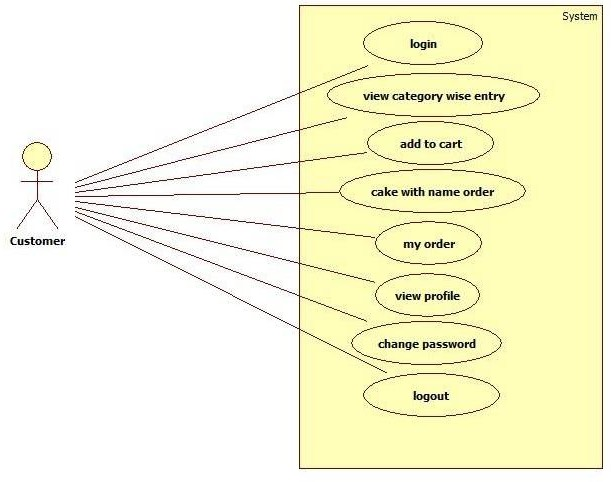 System
login
view category wise entry
add to cart
cake with name order
my order
view profile
change password
logout
Customer